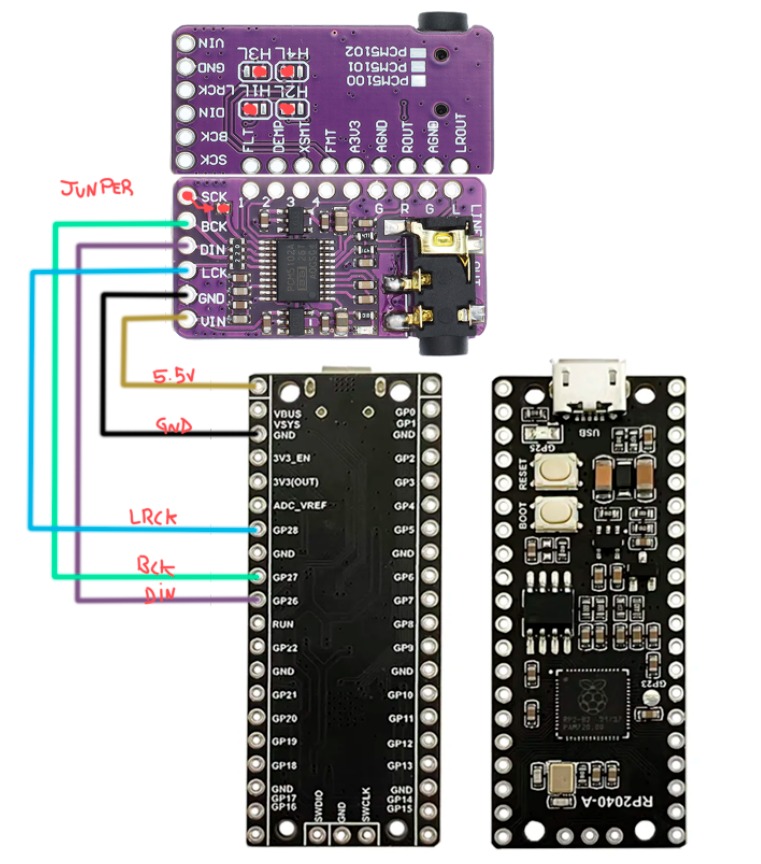 VIN
GND
LRCK
DIN
BCK
SCK
H3L
H4L
H1L
H2L
PCM5102
PCM5101
PCM5100
FLT
DEMP
XSMT
FMT
A3V3
AGND
ROUT
AGND
LROUT
JUNPER
SCK
BCK
DIN
LCK
GND
VIN
1 2 3 4 G R G L
LINE OUT
5.5V
GND
LRCK
BCK
DIN
VBUS
VSYS
GND
3V3_EN
3V3(OUT)
ADC_VREF
GP28
GND
GP27
GP26
RUN
GP22
GND
GP21
GP20
GP19
GP18
GND
GP17
GP16
GP0
GP1
GND
GP2
GP3
GP4
GP5
GND
GP6
GP7
GP8
GP9
GND
GP10
GP11
GP12
GP13
GND
GP14
GP15
SWDIO
GND
SWCLK
USB
GP25
RESET
BOOT
GP23
RP2040-A